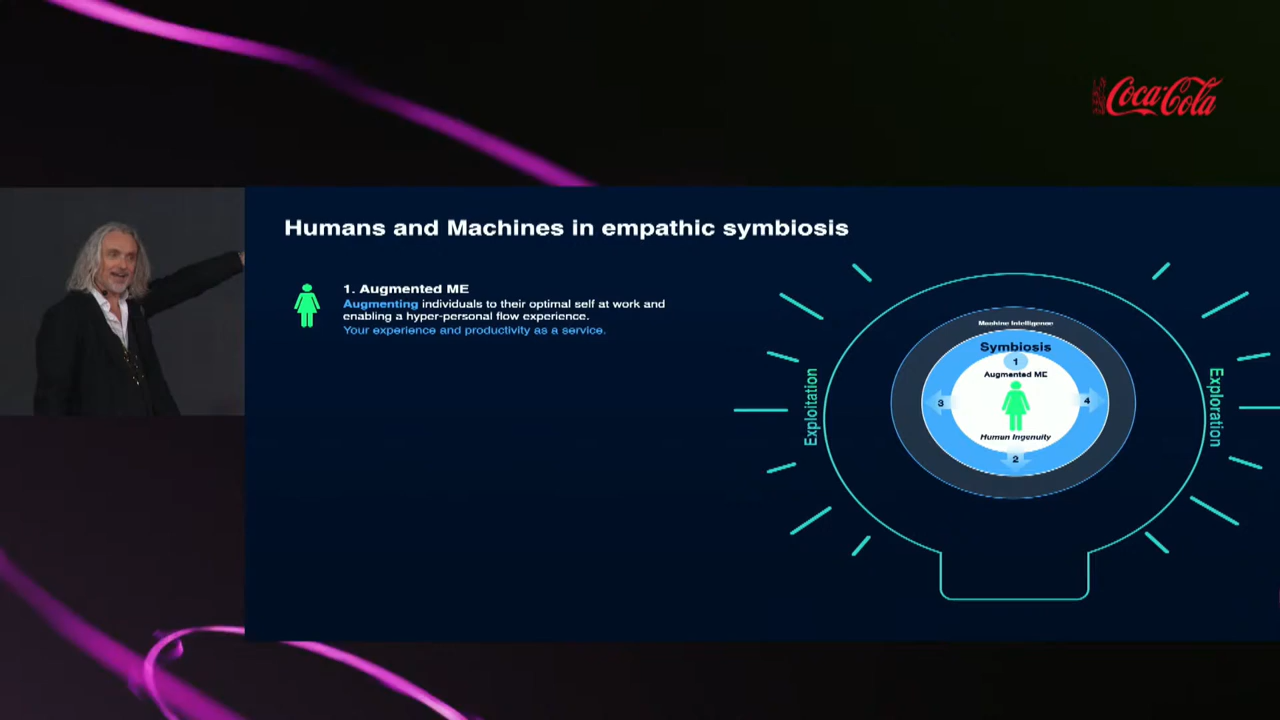 Coca-Cola
Humans and Machines in empathic symbiosis
1. Augmented ME
Augmenting individuals to their optimal self at work and
enabling a hyper-personal flow experience.
Your experience and productivity as a service.
Machine Intelligence
Symbiosis
1
Augmented ME
3
4
Human Ingenuity
2
Exploitation
Exploration